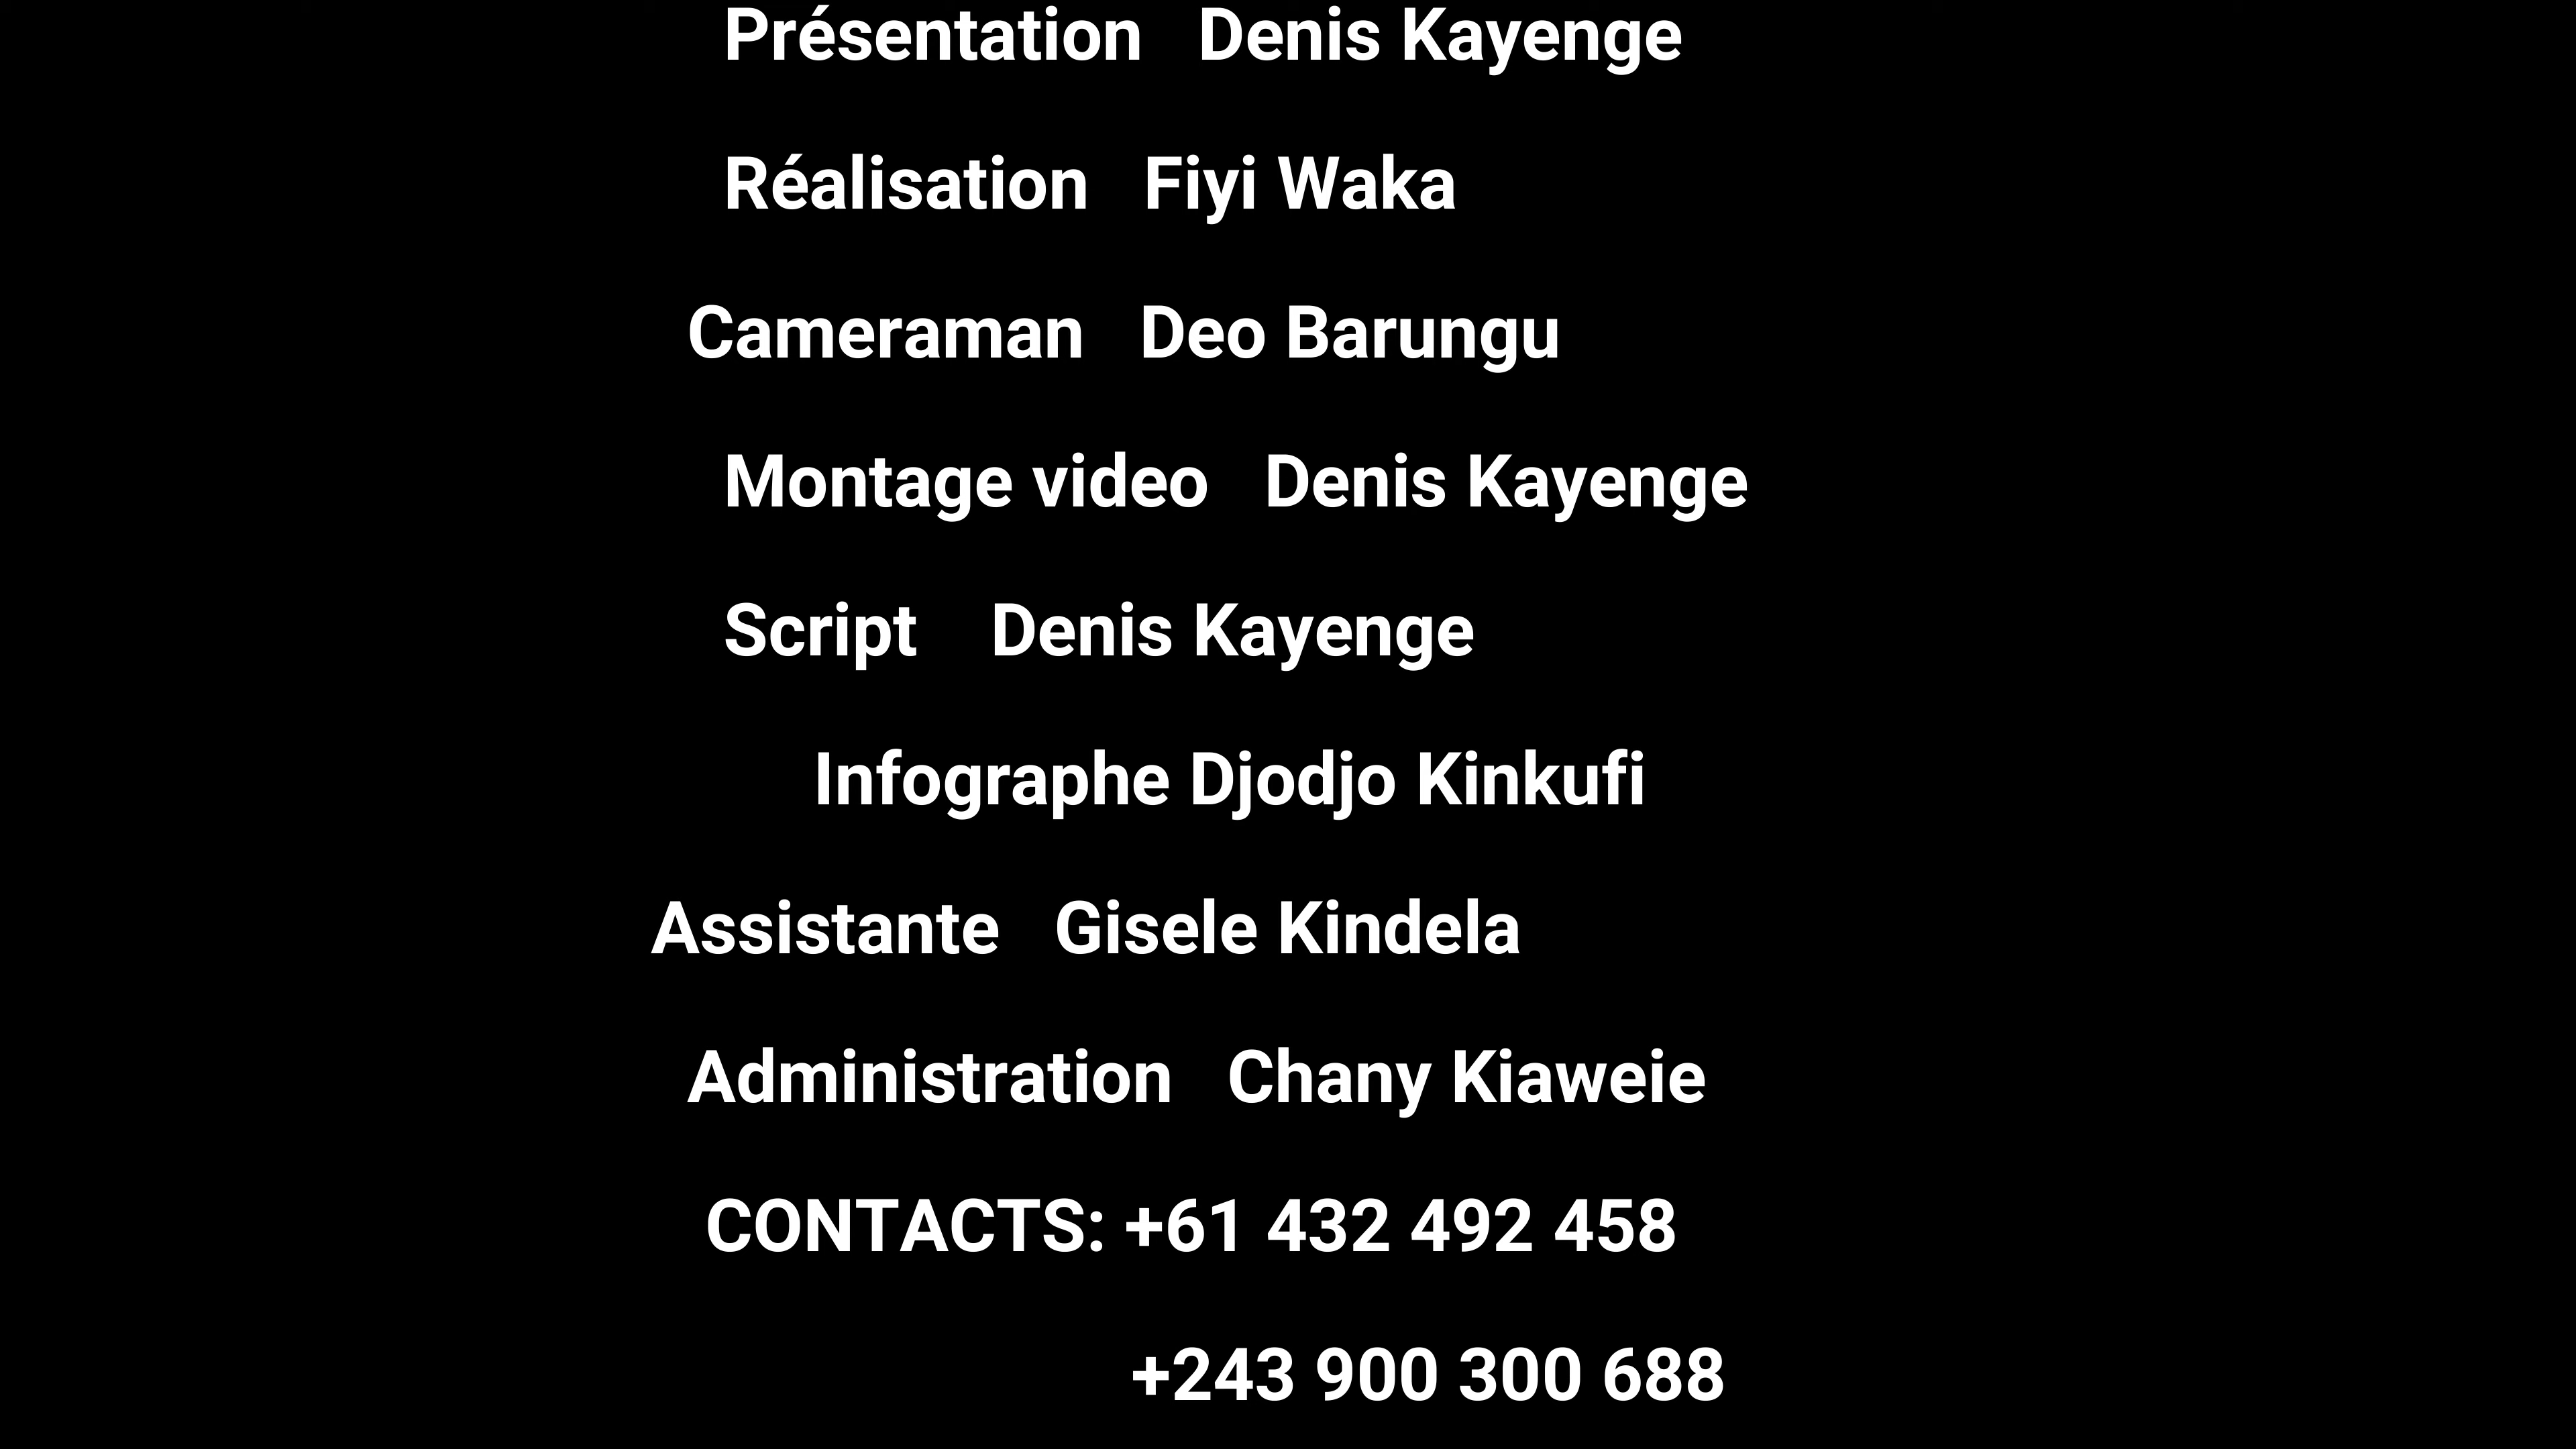 Présentation Denis Kayenge
Réalisation Fiyi Waka
Cameraman Deo Barungu
Montage video Denis Kayenge
Script Denis Kayenge
Infographe Djodjo Kinkufi
Assistante Gisele Kindela
Administration Chany Kiaweie
CONTACTS: +61 432 492 458
+243 900 300 688